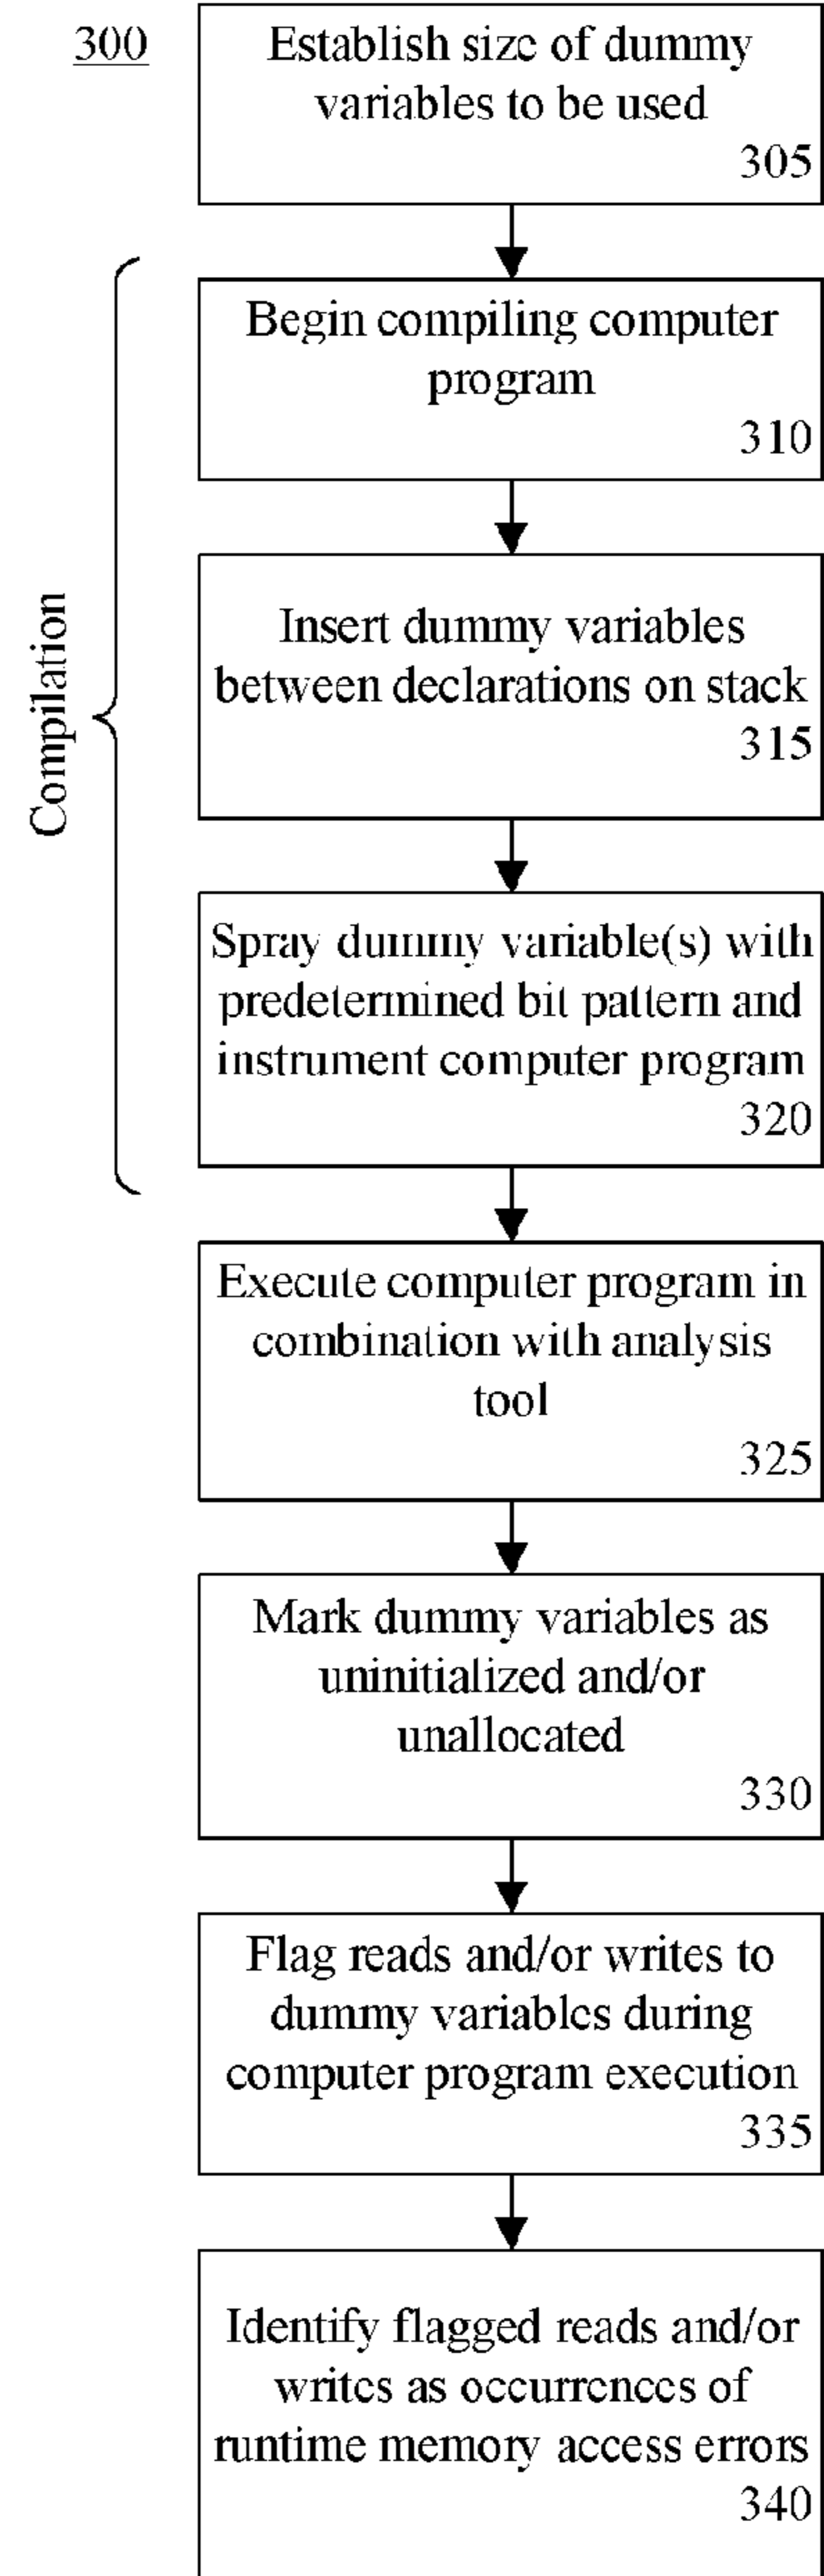 300
Establish size of dummy
variables to be used
305
Begin compiling computer
program
310
Compilation
Insert dummy variables
between declarations on stack
315
Spray dummy variable(s) with
predetermined bit pattern and
instrument computer program
320
Execute computer program in
combination with analysis
tool
325
Mark dummy variables as
uninitialized and/or
unallocated
330
Flag reads and/or writes to
dummy variables during
computer program execution
335
Identify flagged reads and/or
writes as occurrences of
runtime memory access errors
340